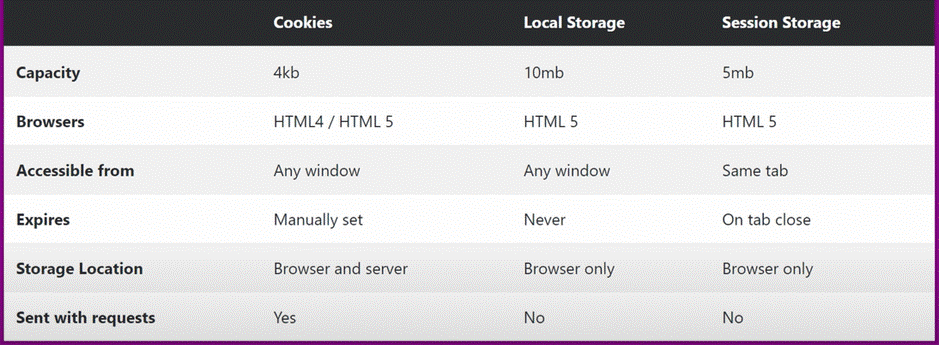 Cookies Local Storage Session Storage
Capacity 4kb 10mb 5mb
Browsers HTML4 / HTML 5 HTML 5 HTML 5
Accessible from Any window Any window Same tab
Expires Manually set Never On tab close
Storage Location Browser and server Browser only Browser only
Sent with requests Yes No No